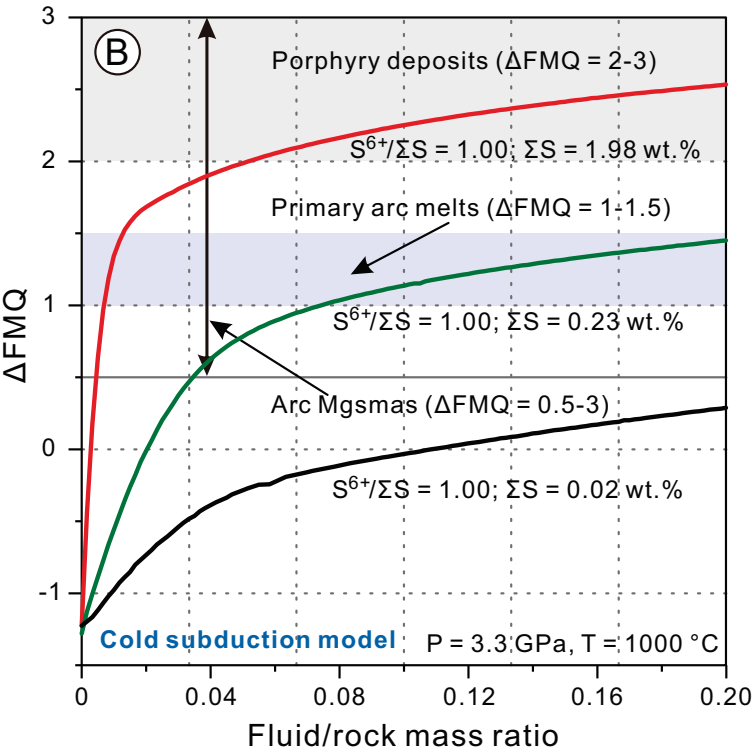 B
Porphyry deposits (ΔFMQ = 2-3)
S⁶⁺/ΣS = 1.00; ΣS = 1.98 wt.%
Primary arc melts (ΔFMQ = 1-1.5)
S⁶⁺/ΣS = 1.00; ΣS = 0.23 wt.%
Arc Mgsmas (ΔFMQ = 0.5-3)
S⁶⁺/ΣS = 1.00; ΣS = 0.02 wt.%
Cold subduction model
P = 3.3 GPa, T = 1000 °C
ΔFMQ
3
2
1
0
-1
0
0.04
0.08
0.12
0.16
0.20
Fluid/rock mass ratio